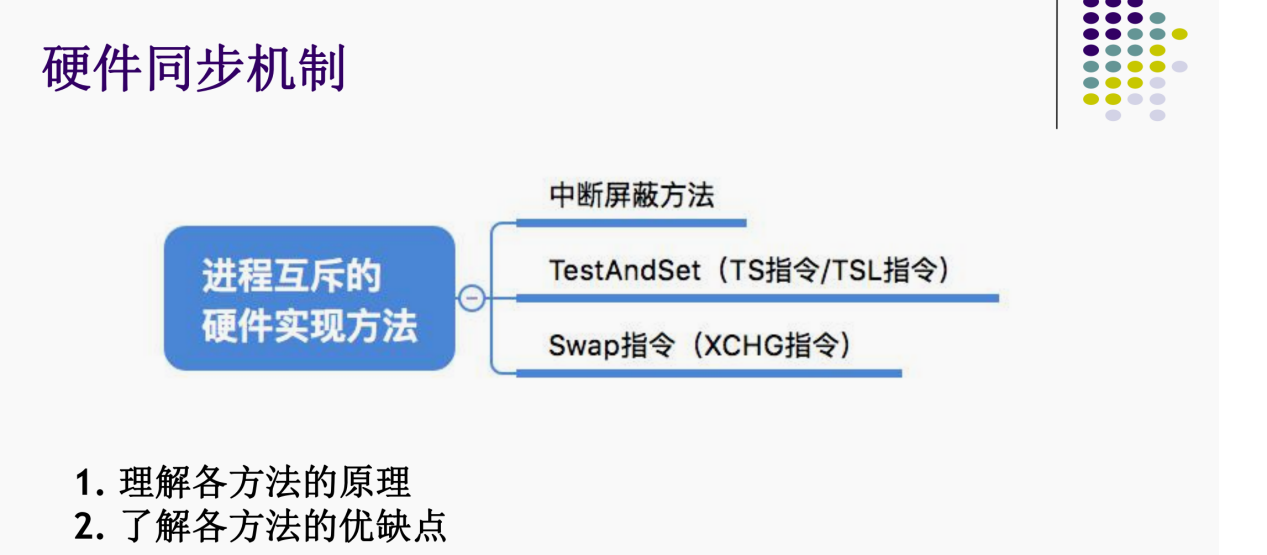 硬件同步机制
中断屏蔽方法
进程互斥的
硬件实现方法
TestAndSet（TS指令/TSL指令）
Swap指令（XCHG指令）
1. 理解各方法的原理
2. 了解各方法的优缺点